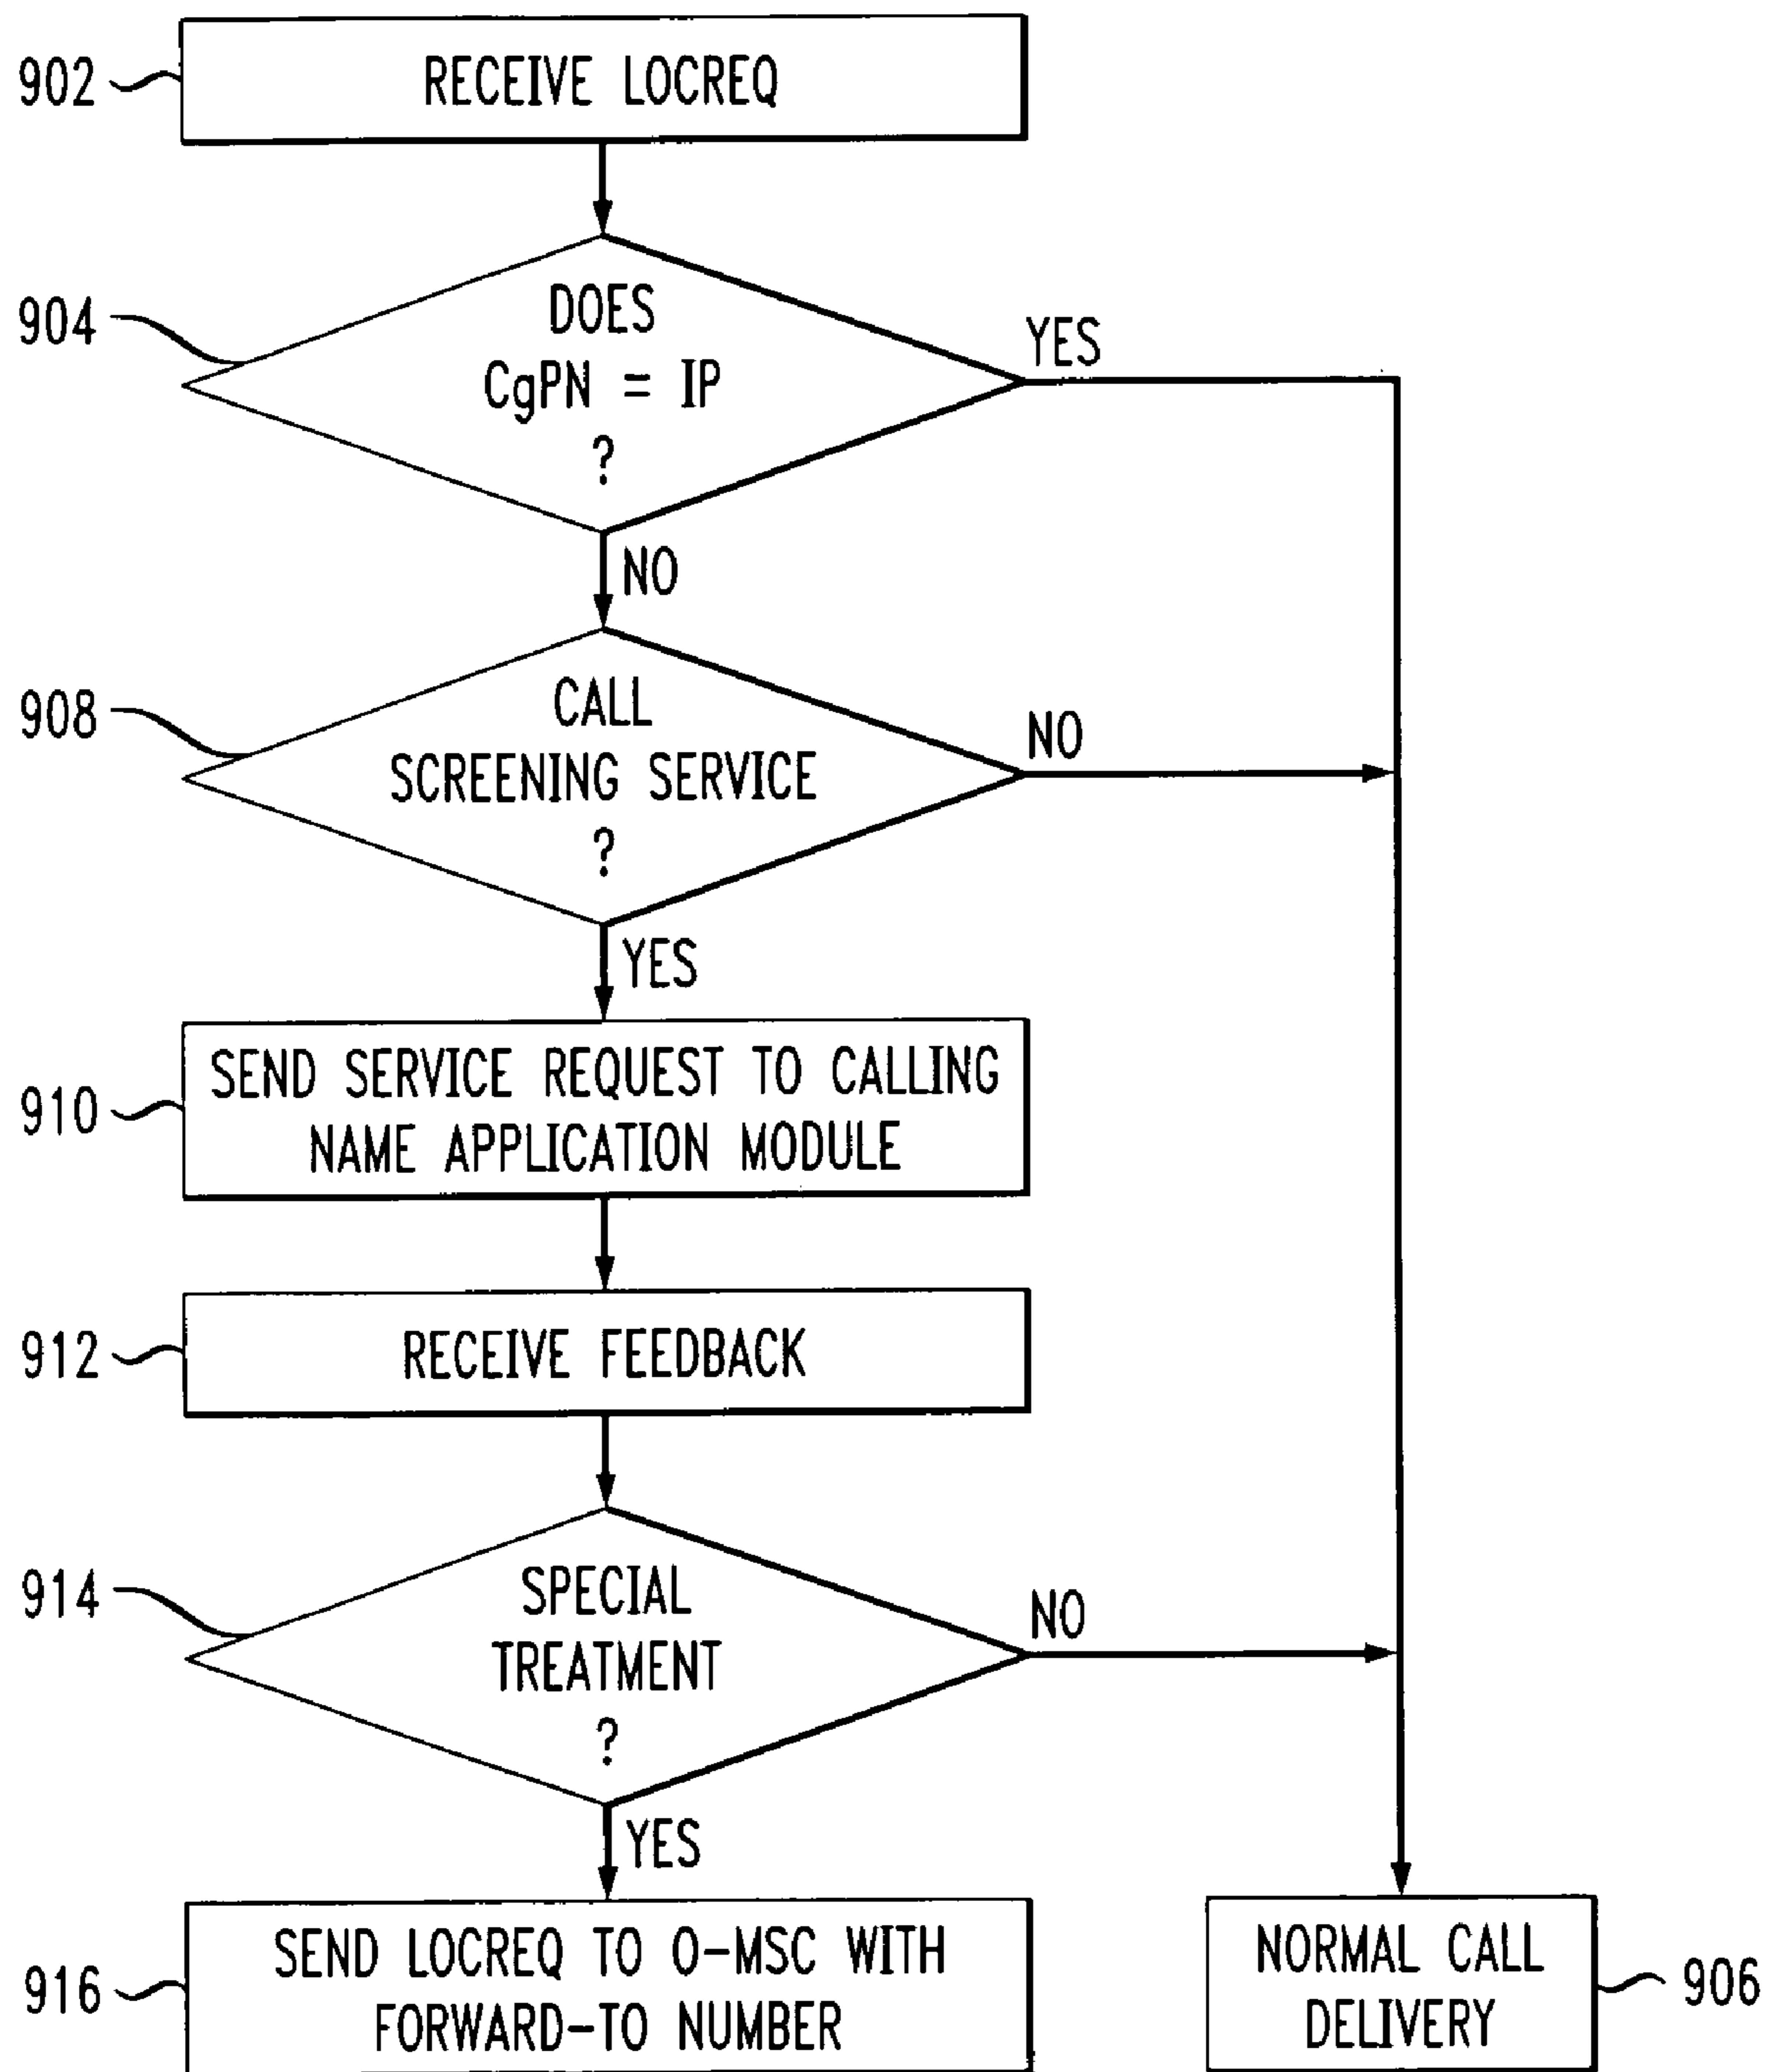 902
RECEIVE LOCREQ
904
DOES
CgPN = IP
?
YES
NO
908
CALL
SCREENING SERVICE
?
NO
YES
910
SEND SERVICE REQUEST TO CALLING
NAME APPLICATION MODULE
912
RECEIVE FEEDBACK
914
SPECIAL
TREATMENT
?
NO
YES
916
SEND LOCREQ TO O-MSC WITH
FORWARD-TO NUMBER
NORMAL CALL
DELIVERY
906